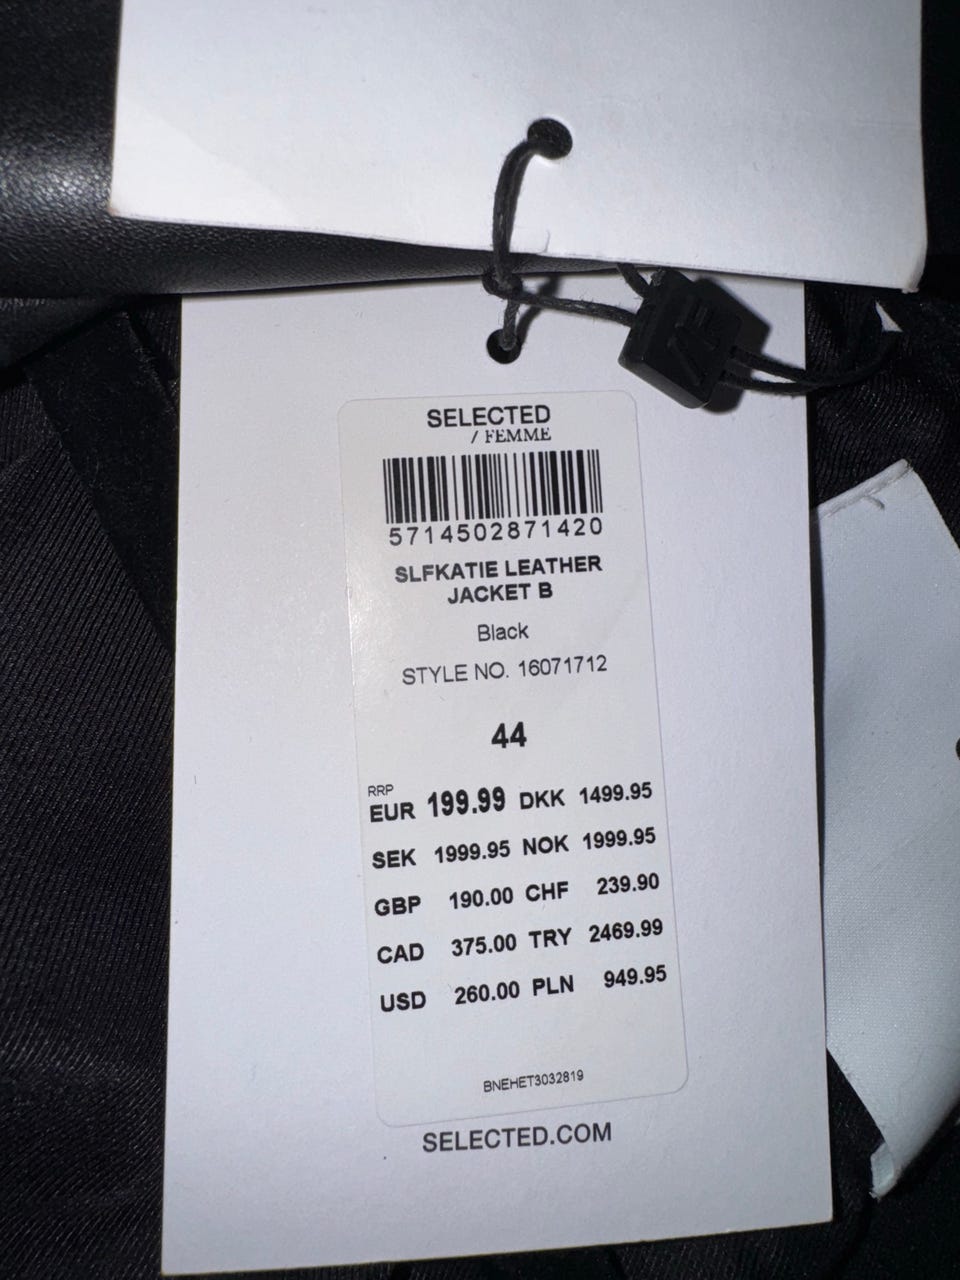 SELECTED
/ FEMME
5714502871420
SLFKATIE LEATHER
JACKET B
Black
STYLE NO. 16071712
44
RRP
EUR 199.99 DKK 1499.95
SEK 1999.95 NOK 1999.95
GBP 190.00 CHF 239.90
CAD 375.00 TRY 2469.99
USD 260.00 PLN 949.95
BNEHET3032819
SELECTED.COM